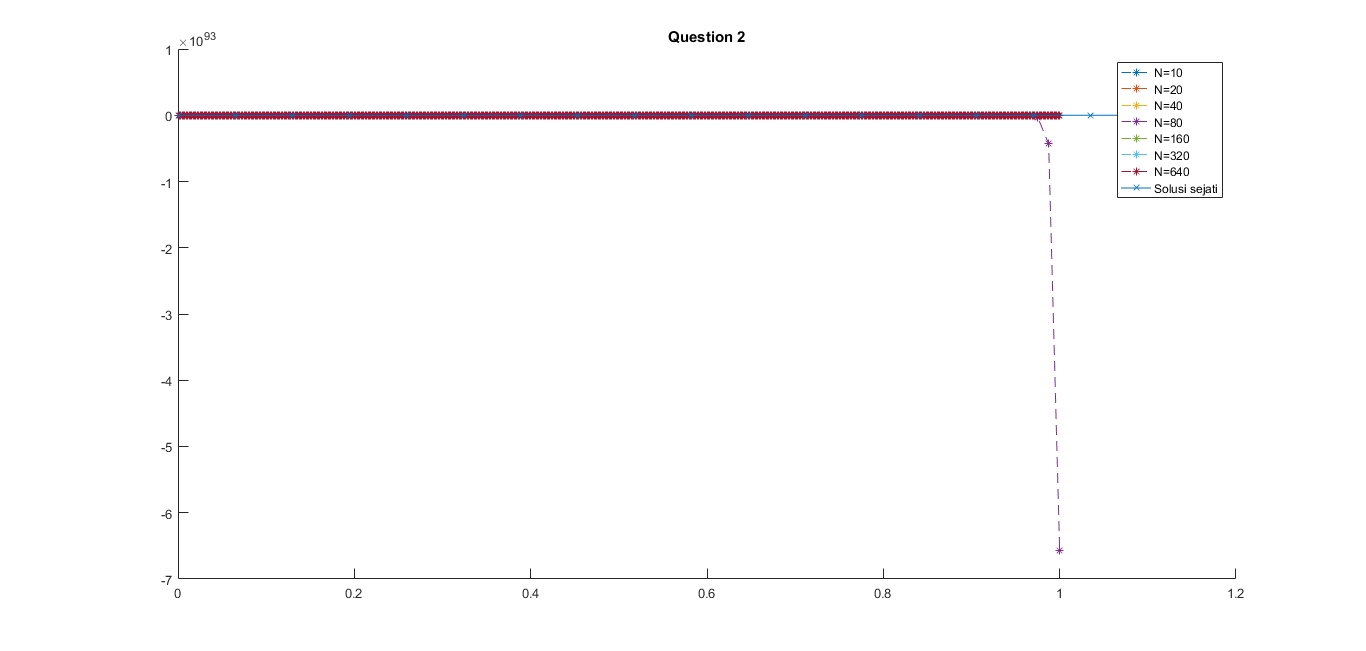 Question 2
×10^93
1
0
-1
-2
-3
-4
-5
-6
-7
0 0.2 0.4 0.6 0.8 1 1.2
N=10
N=20
N=40
N=80
N=160
N=320
N=640
Solusi sejati